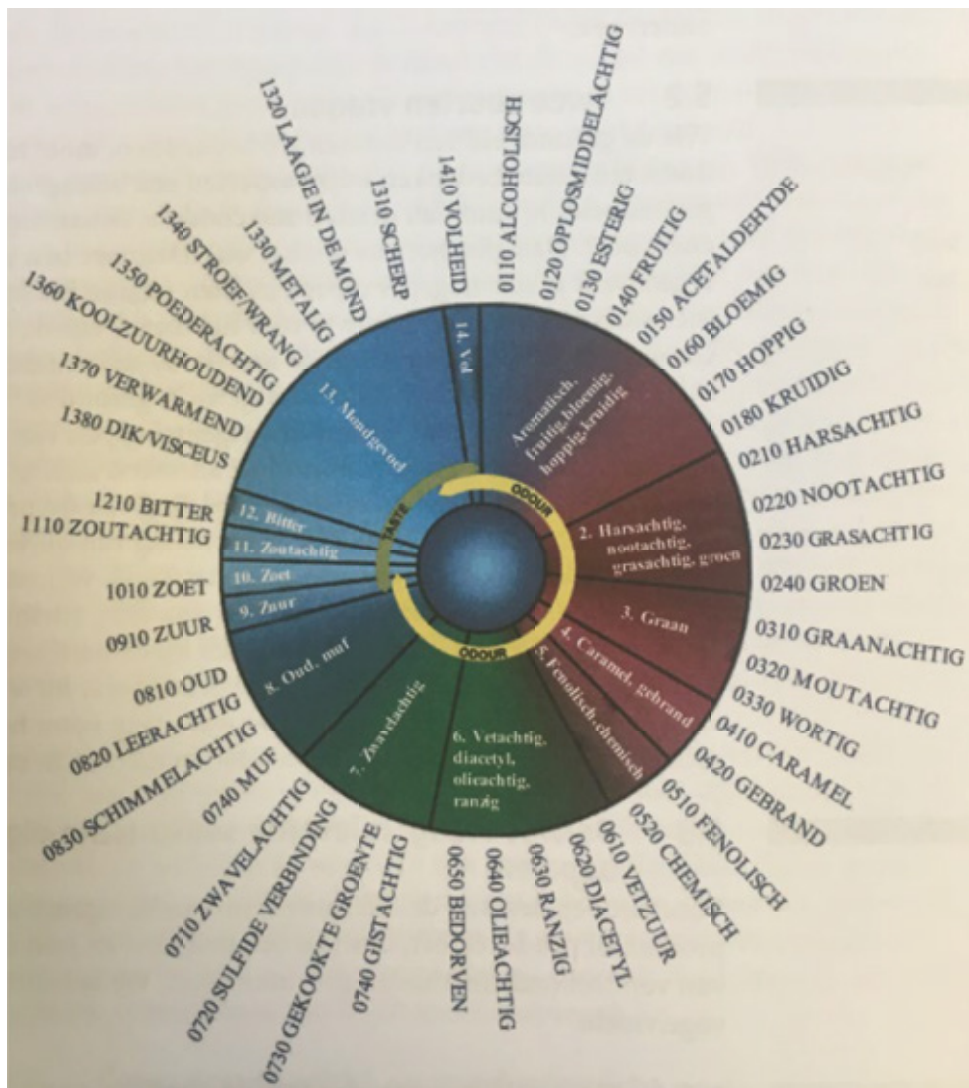 1410 VOLHEID
0110 ALCOHOLISCH
0120 OPLOSMIDDELACHTIG
0130 ESTERIG
0140 FRUITIG
0150 ACETALDEHYDE
0160 BLOEMIG
0170 HOPPIG
0180 KRUIDIG
0210 HARSACHTIG
0220 NOOTACHTIG
0230 GRASACHTIG
0240 GROEN
0310 GRAANACHTIG
0320 MOUTACHTIG
0330 WORTIG
0410 CARAMEL
0420 GEBRAND
0510 FENOLISCH
0520 CHEMISCH
0610 VETZUUR
0620 DIACETYL
0630 RANZIG
0640 OLIEACHTIG
0650 BEDORVEN
0740 GISTACHTIG
0730 GEKOOKTE GROENTE
0720 SULFIDE VERBINDING
0710 ZWAVELACHTIG
0740 MUF
0830 SCHIMMELACHTIG
0820 LEERACHTIG
0810 OUD
0910 ZUUR
1010 ZOET
1110 ZOUTACHTIG
1210 BITTER
1380 DIK/VISCEUS
1370 VERWARMEND
1360 KOOLZUURHOUDEND
1350 POEDERACHTIG
1340 STROEF/WRANG
1330 METALIG
1320 LAAGJE IN DE MOND
1310 SCHERP
14. Vol
Aromatisch,
fruitig,bloemig,
hoppig,kruidig
2. Harsachtig,
nootachtig,
grasachtig, groen
3. Graan
4. Caramel, gebrand
5. Fenolisch,chemisch
6. Vetachtig,
diacetyl,
olieachtig,
ranzig
7. Zwavelachtig
8. Oud, muf
9. Zuur
10. Zoet
11. Zoutachtig
12. Bitter
13. Mondgevoel
TASTE
ODOUR
ODOUR